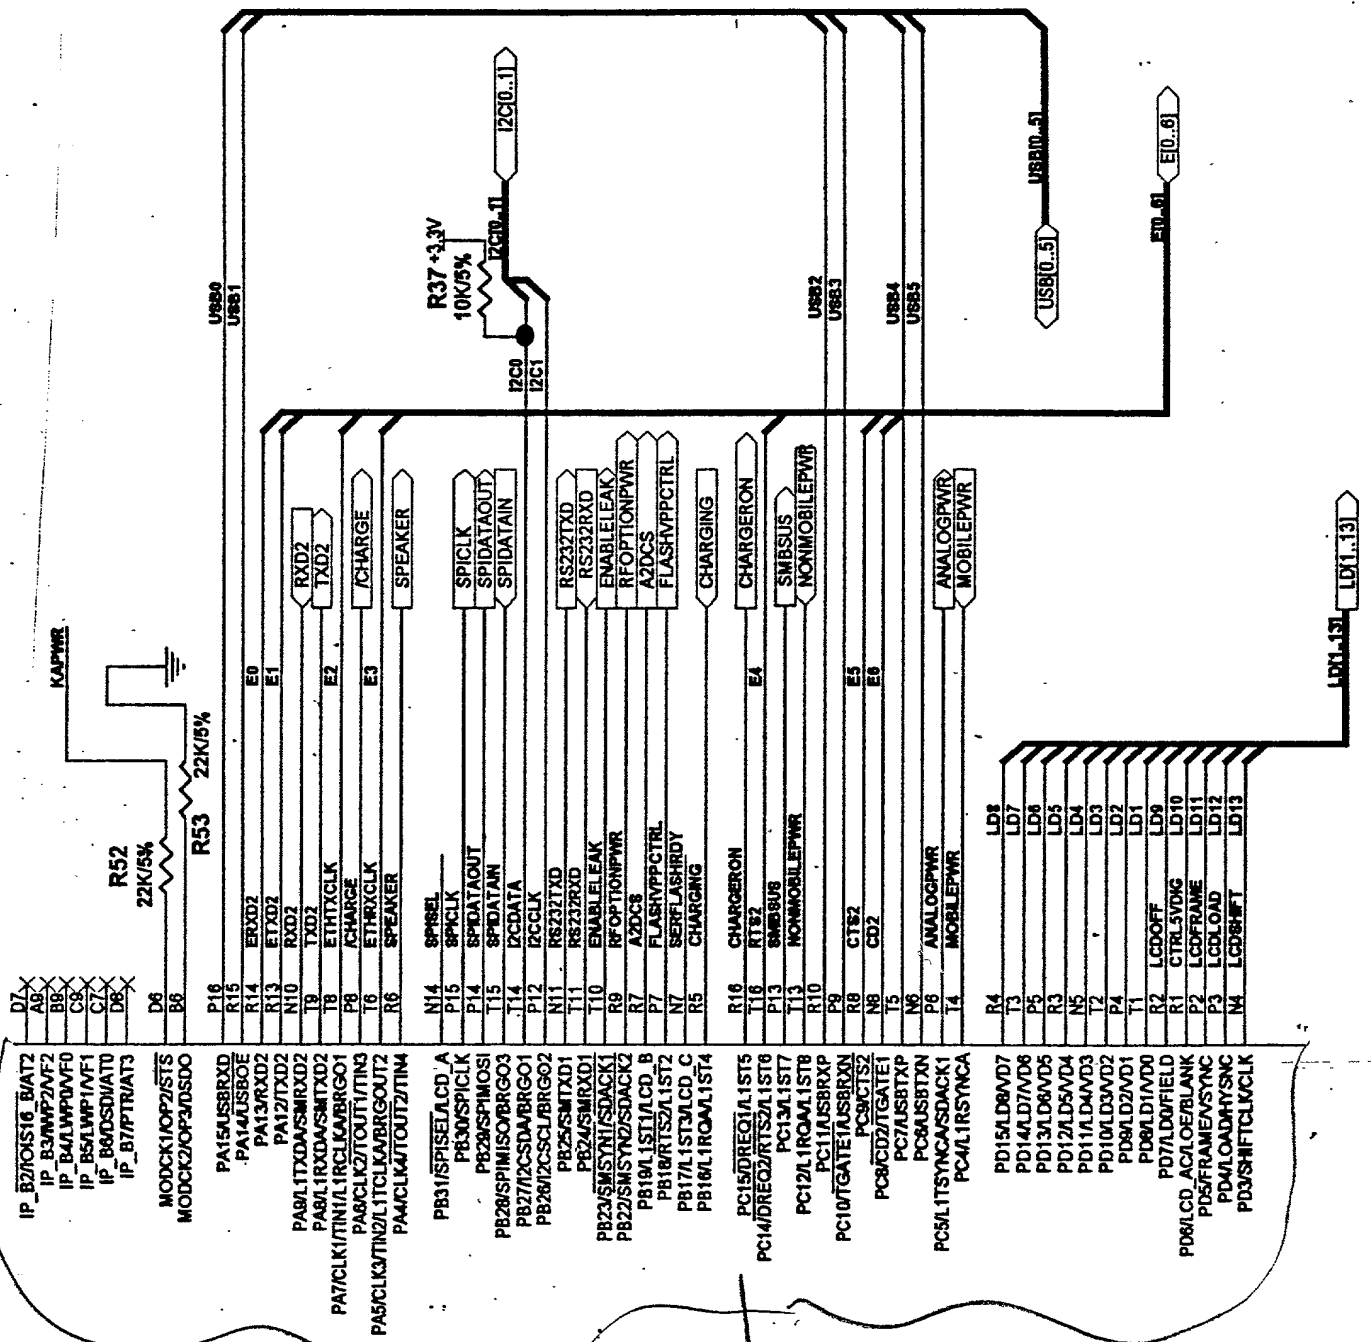 IP_B2/IOIS16_B/AT2 D7
IP_B3/IWP2/VF2 A9
IP_B4/LWP0/VF0 B9
IP_B5/LWP1/VF1 C9
IP_B6/DSDI/AT0 C7
IP_B7/PTR/AT3 D8
MODCK1/OP2/STS D6
MODCK2/OP3/DSDO B6
R52
22K/5%
R53
22K/5%
KAPWR
PA15/USBRXD P16 USB0
PA14/USBOE R15 USB1
PA13/RXD2 R14 ERXD2 E0
PA12/TXD2 R13 ETXD2 E1
PA9/L1TXDA/SMRXD2 N10 RXD2 RXD2
PA8/L1RXDA/SMTXD2 T9 TXD2 TXD2
PA7/CLK1/TIN1/L1RCLKA/BRGO1 T8 ETHTXCLK E2
PA6/CLK2/TOUT1/TIN3 P8 /CHARGE /CHARGE
PA5/CLK3/TIN2/L1TCLKA/BRGOUT2 T6 ETHRXCLK E3
PA4/CLK4/TOUT2/TIN4 R6 SPEAKER SPEAKER
PB31/SPISEL/LCD_A N14 SPISEL
PB30/SPICLK P15 SPICLK SPICLK
PB29/SPIMOSI P14 SPIDATAOUT SPIDATAOUT
PB28/SPIMISO/BRGO3 T15 SPIDATAIN SPIDATAIN
PB27/I2CSDA/BRGO1 T14 I2CDATA I2C0
PB26/I2CSCL/BRGO2 P12 I2CCLK I2C1
R37 +3.3V
10K/5%
I2C[0..1]
I2C[0..1]
PB25/SMTXD1 N11 RS232TXD RS232TXD
PB24/SMRXD1 T11 RS232RXD RS232RXD
PB23/SMSYN1/SDACK1 T10 ENABLELEAK ENABLELEAK
PB22/SMSYN2/SDACK2 R9 RFOPTIONPWR RFOPTIONPWR
PB19/L1ST1/LCD_B R7 A2DCS A2DCS
PB18/RTS2/L1ST2 P7 FLASHVPPCTRL FLASHVPPCTRL
PB17/L1ST3/LCD_C N7 SERFLASHRDY
PB16/L1RQA/L1ST4 R5 CHARGING CHARGING
PC15/DREQ1/L1ST5 R16 CHARGERON CHARGERON
PC14/DREQ2/RTS2/L1ST6 T16 RTS2 E4
PC13/L1ST7 P13 SMBSUS SMBSUS
PC12/L1RQA/L1ST8 T13 NONMOBILEPWR NONMOBILEPWR
PC11/USBRXP R10 USB2
PC10/TGATE1/USBRXN P9 USB3
PC9/CTS2 R8 CTS2 E5
PC8/CD2/TGATE1 N8 CD2 E6
PC7/USBTXP T5 USB4
PC6/USBTXN N6 USB5
PC5/L1TSYNCA/SDACK1 P6 ANALOGPWR ANALOGPWR
PC4/L1RSYNCA T4 MOBILEPWR MOBILEPWR
USB[0..5]
USB[0..5]
E[0..6]
E[0..6]
PD15/LD8/VD7 R4 LD8
PD14/LD7/VD6 T3 LD7
PD13/LD6/VD5 P5 LD6
PD12/LD5/VD4 R3 LD5
PD11/LD4/VD3 N5 LD4
PD10/LD3/VD2 T2 LD3
PD9/LD2/VD1 P4 LD2
PD8/LD1/VD0 T1 LD1
PD7/LD0/FIELD R2 LCDOFF LD9
PD6/LCD_AC/LOE/BLANK R1 CTRL5VDKG LD10
PD5/FRAME/VSYNC P2 LCDFRAME LD11
PD4/LOAD/HYSNC P3 LCDLOAD LD12
PD3/SHIFTCLK/CLK N4 LCDSHIFT LD13
LD[1..13]
LD[1..13]